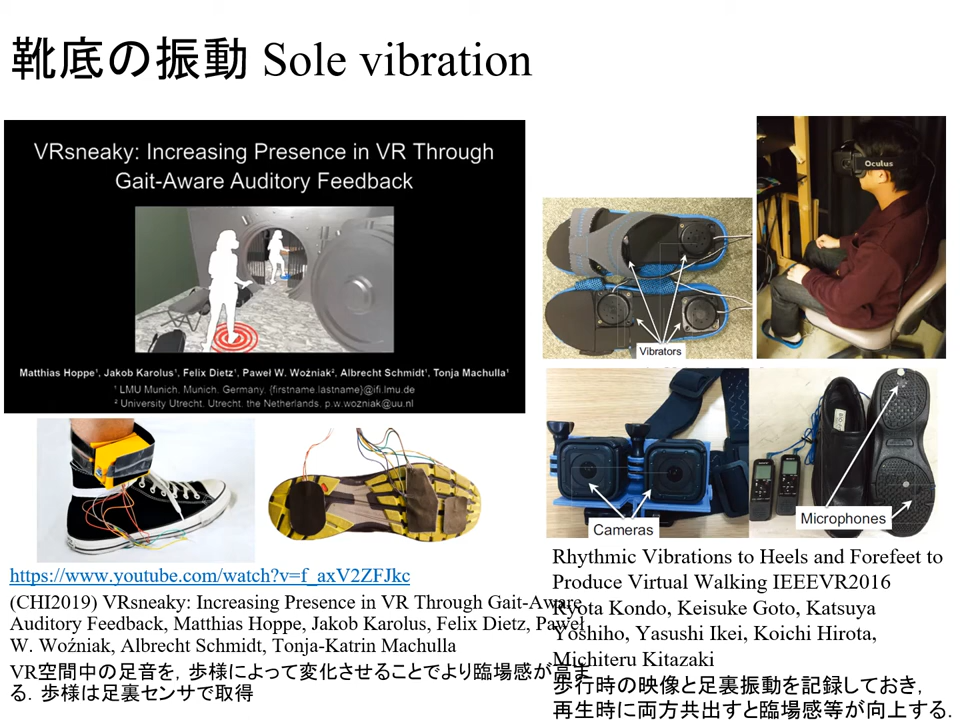 靴底の振動 Sole vibration
VRsneaky: Increasing Presence in VR Through
Gait-Aware Auditory Feedback
Matthias Hoppe¹, Jakob Karolus¹, Felix Dietz¹, Paweł W. Woźniak², Albrecht Schmidt¹, Tonja Machulla¹
¹ LMU Munich, Munich, Germany, {firstname.lastname}@ifi.lmu.de
² University Utrecht, Utrecht, the Netherlands, p.w.wozniak@uu.nl
https://www.youtube.com/watch?v=f_axV2ZFJkc
(CHI2019) VRsneaky: Increasing Presence in VR Through Gait-Aware
Auditory Feedback, Matthias Hoppe, Jakob Karolus, Felix Dietz, Paweł
W. Woźniak, Albrecht Schmidt, Tonja-Katrin Machulla
VR空間中の足音を，歩様によって変化させることでより臨場感が高ま
る．歩様は足裏センサで取得
Oculus
Vibrators
Cameras
Microphones
Rhythmic Vibrations to Heels and Forefeet to
Produce Virtual Walking IEEEVR2016
Ryota Kondo, Keisuke Goto, Katsuya
Yoshiho, Yasushi Ikei, Koichi Hirota,
Michiteru Kitazaki
歩行時の映像と足裏振動を記録しておき，
再生時に両方共出すと臨場感等が向上する．